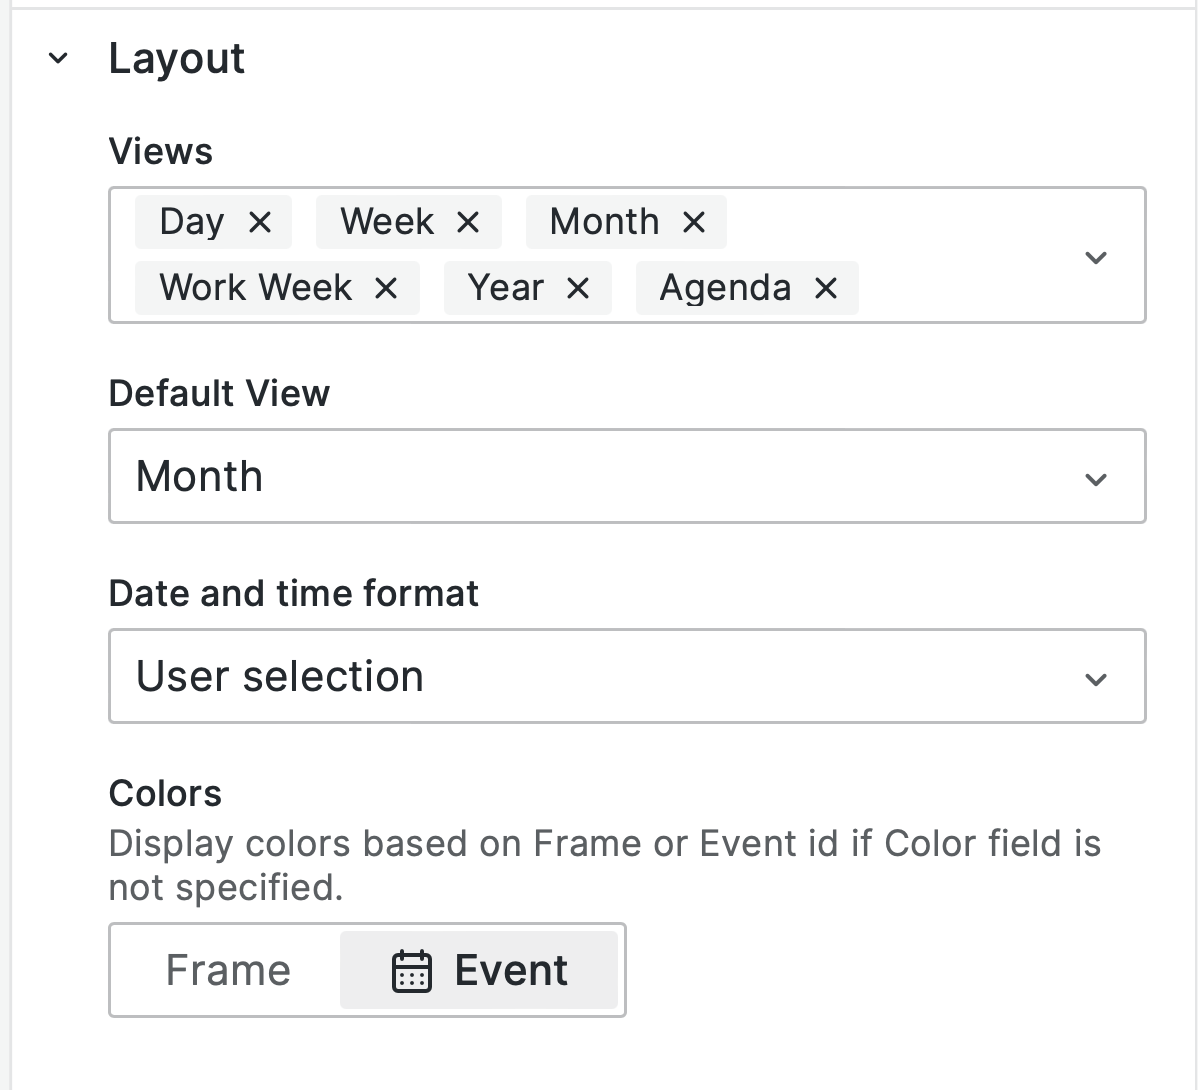 Layout
Views
Day Week Month
Work Week Year Agenda
Default View
Month
Date and time format
User selection
Colors
Display colors based on Frame or Event id if Color field is
not specified.
Frame Event